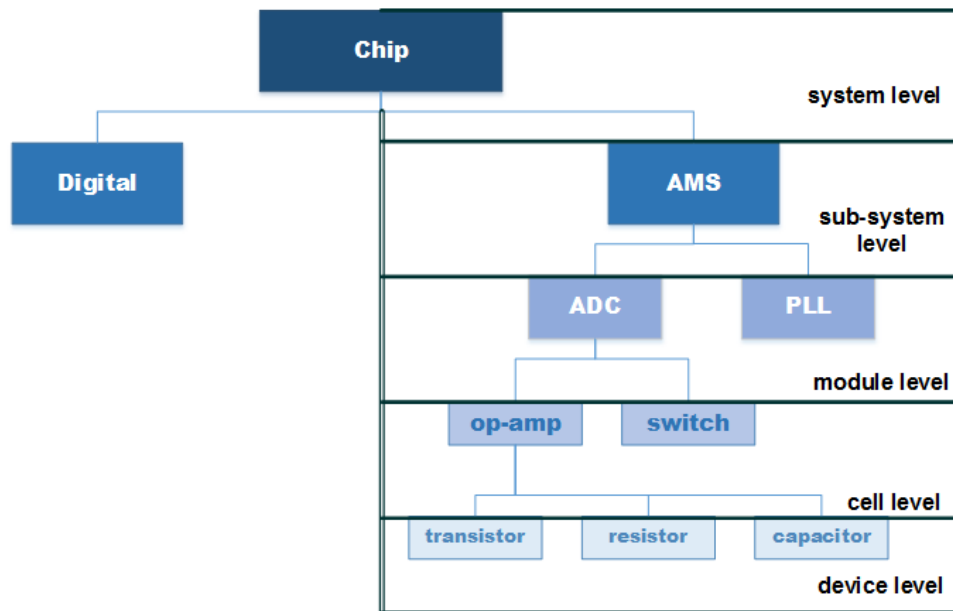 Chip
system level
Digital
AMS
sub-system
level
ADC
PLL
module level
op-amp
switch
cell level
transistor
resistor
capacitor
device level